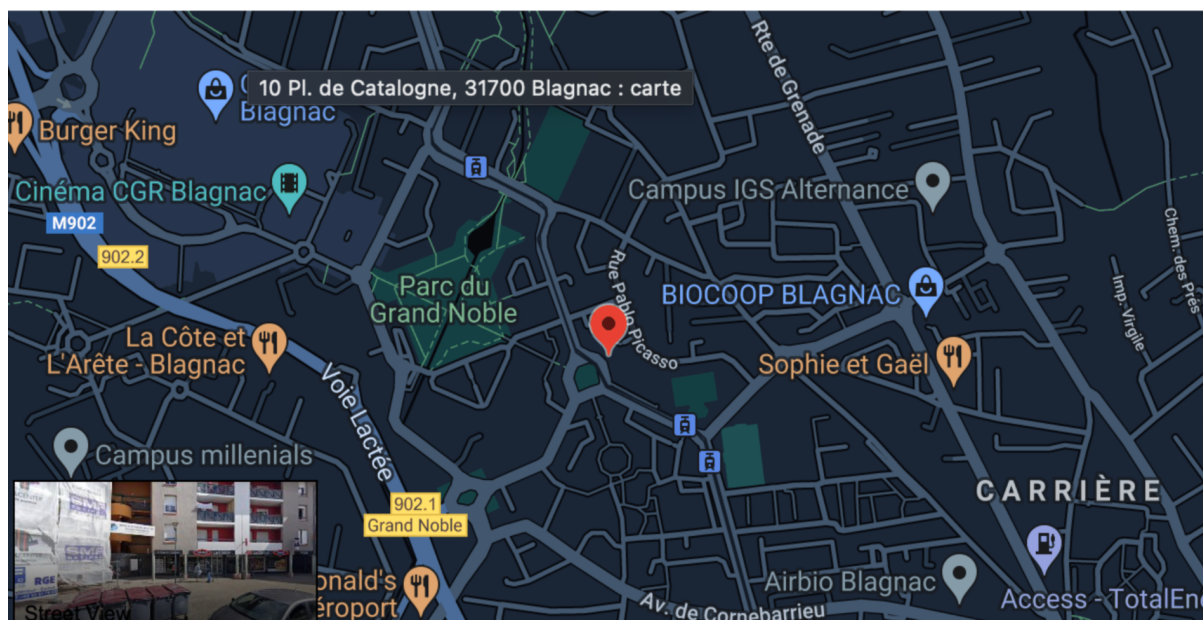 Rte de Grenade
10 Pl. de Catalogne, 31700 Blagnac : carte
Blagnac
Burger King
Cinéma CGR Blagnac
Campus IGS Alternance
M902
902.2
Chem. des Prés
Parc du
Grand Noble
Rue Pablo Picasso
BIOCOOP BLAGNAC
Imp. Virgile
La Côte et
L'Arête - Blagnac
Sophie et Gaël
Voie Lactée
Campus millenials
CARRIÈRE
902.1
Grand Noble
RGE
Airbio Blagnac
onald's
éroport
Av. de Cornebarrieu
Access - TotalEne
Street View